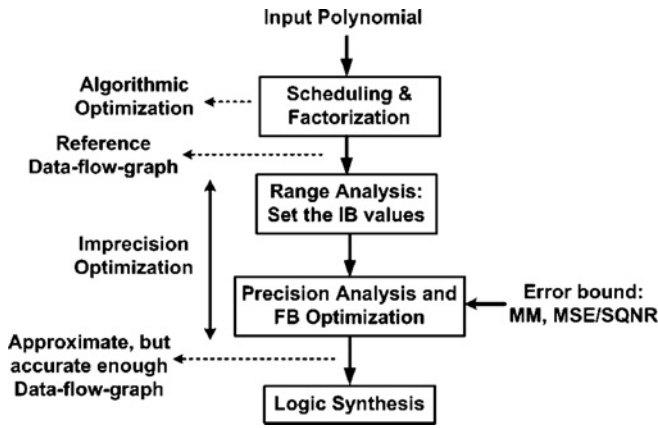 Input Polynomial
Algorithmic
Optimization
Scheduling &
Factorization
Reference
Data-flow-graph
Range Analysis:
Set the IB values
Imprecision
Optimization
Precision Analysis and
FB Optimization
Error bound:
MM, MSE/SQNR
Approximate, but
accurate enough
Data-flow-graph
Logic Synthesis